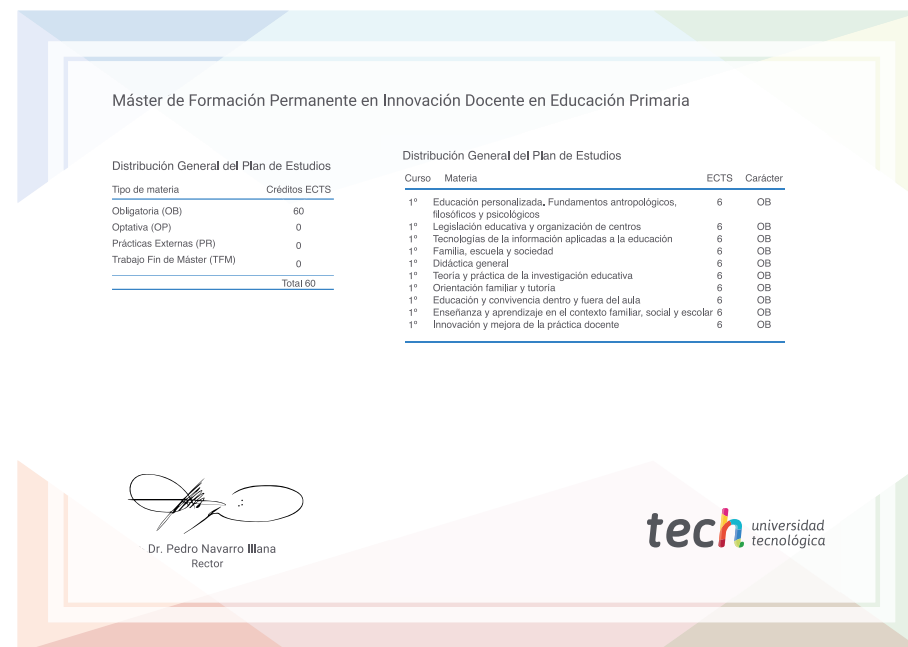 Máster de Formación Permanente en Innovación Docente en Educación Primaria
Distribución General del Plan de Estudios
Tipo de materia Créditos ECTS
Obligatoria (OB) 60
Optativa (OP) 0
Prácticas Externas (PR) 0
Trabajo Fin de Máster (TFM) 0
Total 60
Distribución General del Plan de Estudios
Curso Materia ECTS Carácter
1º Educación personalizada. Fundamentos antropológicos, 6 OB
filosóficos y psicológicos
1º Legislación educativa y organización de centros 6 OB
1º Tecnologías de la información aplicadas a la educación 6 OB
1º Familia, escuela y sociedad 6 OB
1º Didáctica general 6 OB
1º Teoría y práctica de la investigación educativa 6 OB
1º Orientación familiar y tutoría 6 OB
1º Educación y convivencia dentro y fuera del aula 6 OB
1º Enseñanza y aprendizaje en el contexto familiar, social y escolar 6 OB
1º Innovación y mejora de la práctica docente 6 OB
Dr. Pedro Navarro Illana
Rector
tech universidad
tecnológica